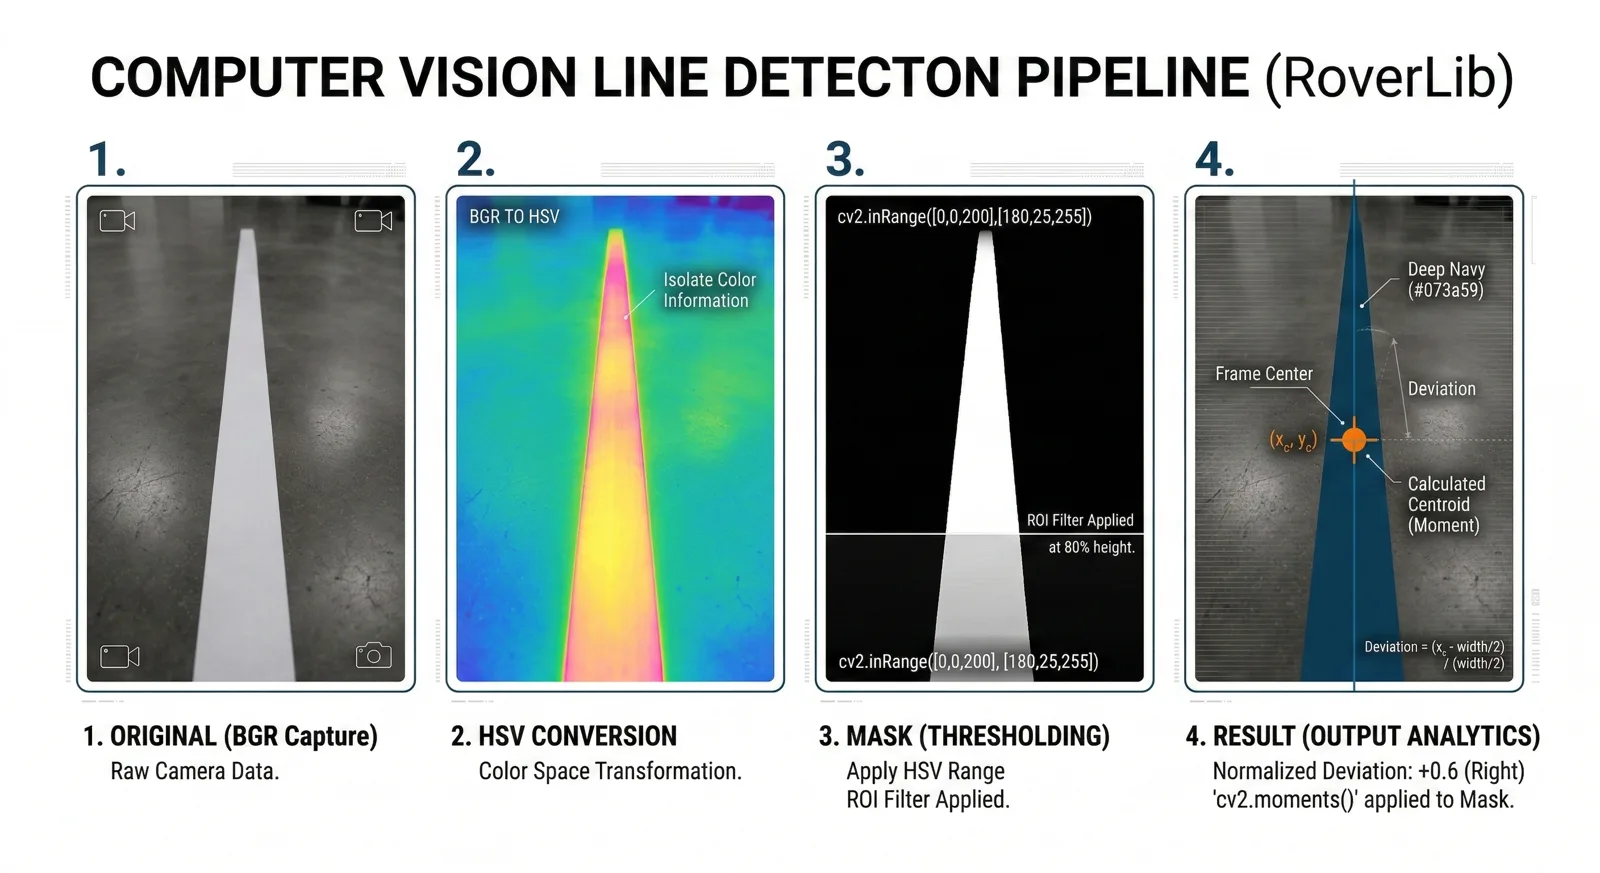 COMPUTER VISION LINE DETECTON PIPELINE (RoverLib)
1.
2.
3.
4.
BGR TO HSV
Isolate Color
Information
cv2.inRange([0,0,200],[180,25,255])
ROI Filter Applied
at 80% height.
cv2.inRange([0,0,200], [180,25,255])
Deep Navy
(#073a59)
Frame Center
Deviation
(x_c, y_c)
Calculated
Centroid
(Moment)
Deviation = (x_c - width/2)
/ (width/2)
1. ORIGINAL (BGR Capture)
Raw Camera Data.
2. HSV CONVERSION
Color Space Transformation.
3. MASK (THRESHOLDING)
Apply HSV Range
ROI Filter Applied.
4. RESULT (OUTPUT ANALYTICS)
Normalized Deviation: +0.6 (Right)
'cv2.moments()' applied to Mask.